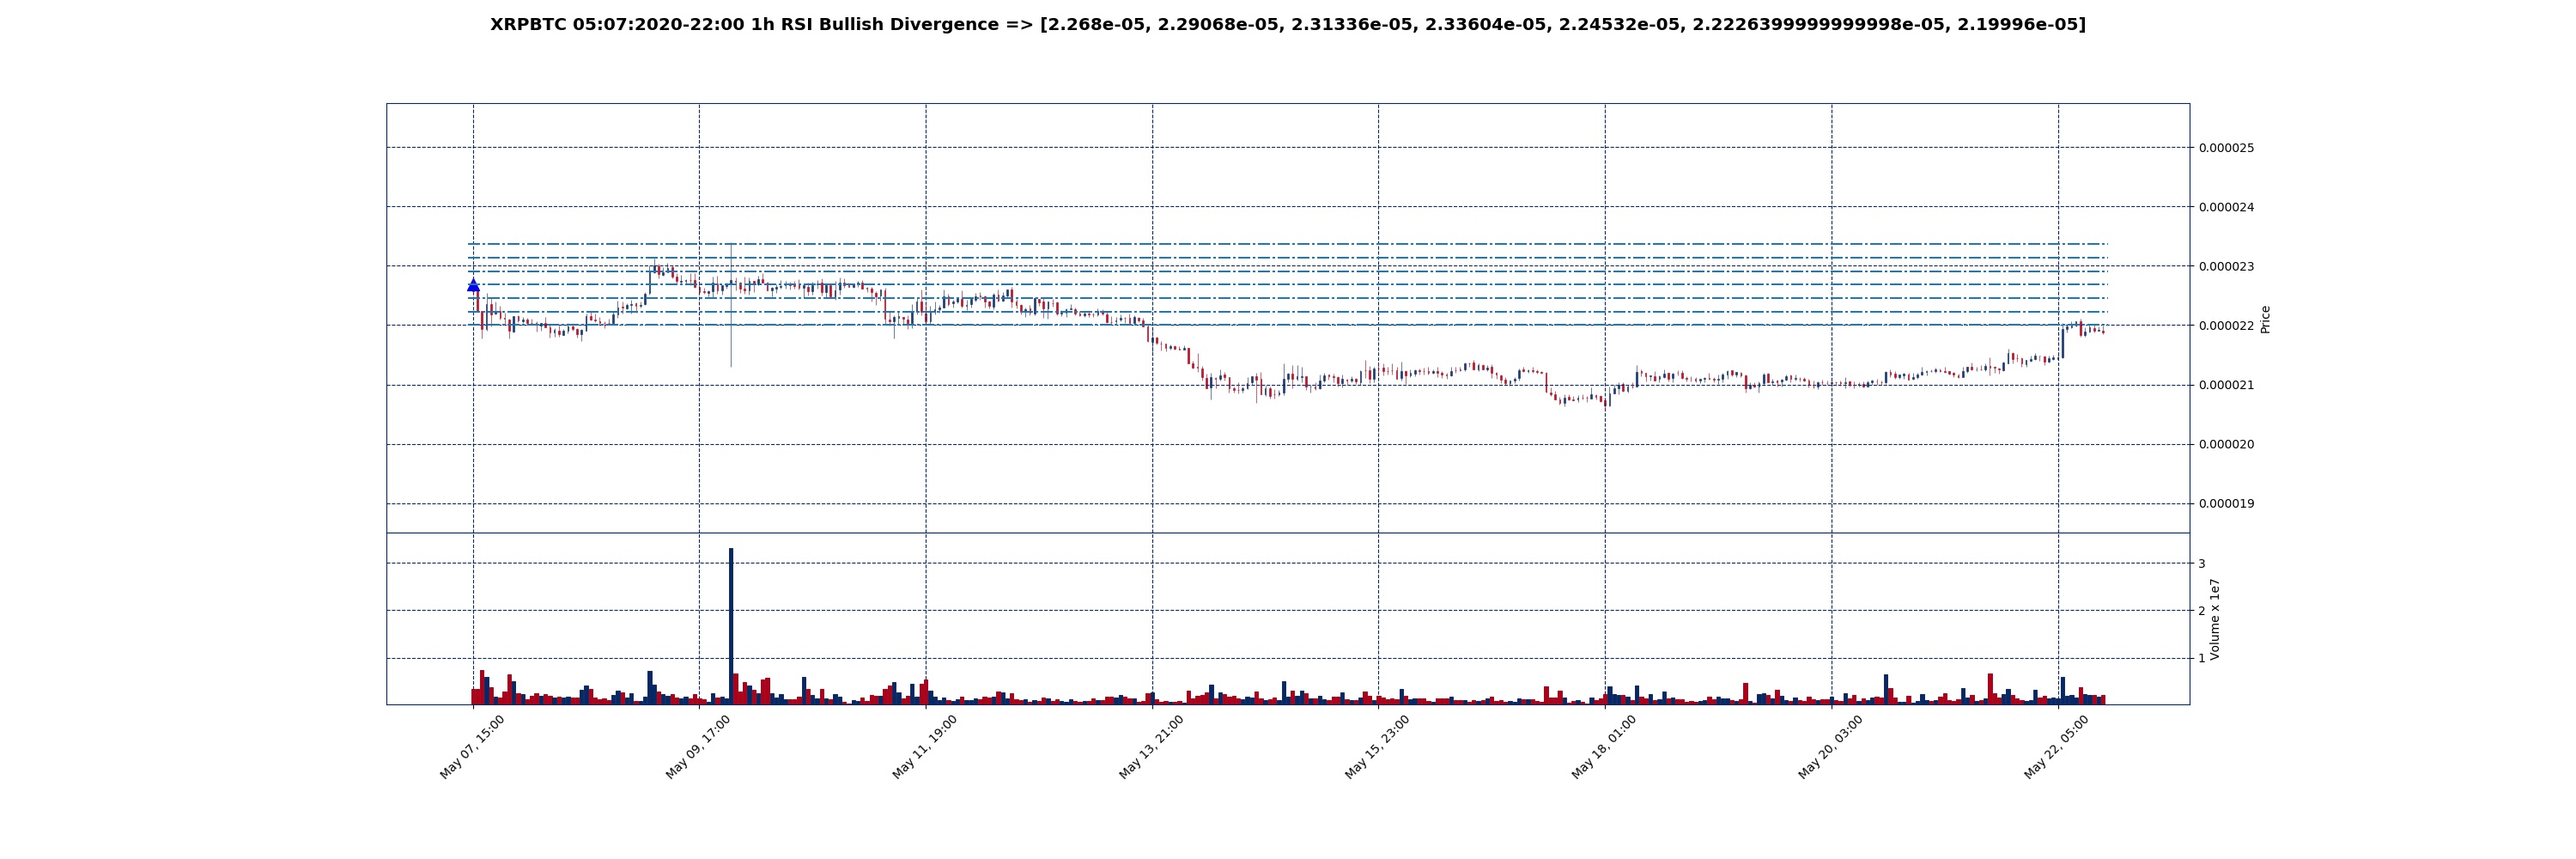 XRPBTC 05:07:2020-22:00 1h RSI Bullish Divergence => [2.268e-05, 2.29068e-05, 2.31336e-05, 2.33604e-05, 2.24532e-05, 2.2226399999999998e-05, 2.19996e-05]
0.000025
0.000024
0.000023
0.000022
0.000021
0.000020
0.000019
Price
3
2
1
Volume x 1e7
May 07, 15:00
May 09, 17:00
May 11, 19:00
May 13, 21:00
May 15, 23:00
May 18, 01:00
May 20, 03:00
May 22, 05:00